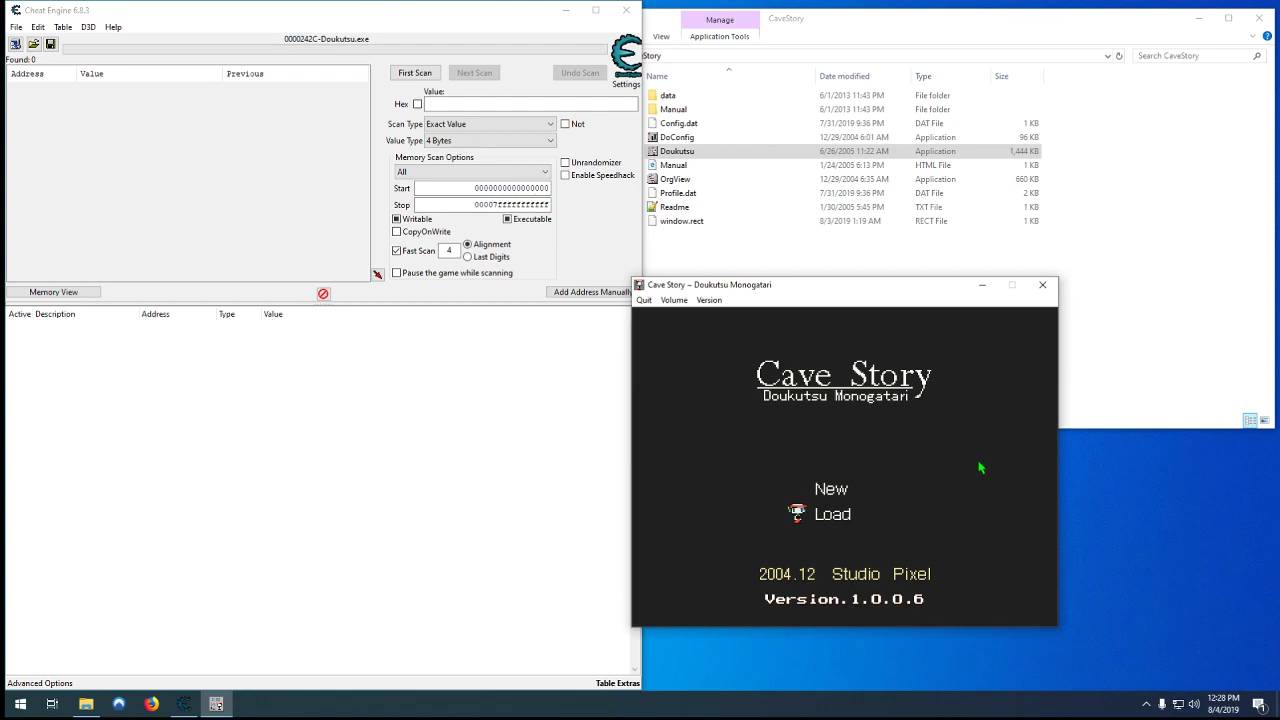 Cheat Engine 6.8.3
File Edit Table D3D Help
0000242C-Doukutsu.exe
Found: 0
Address Value Previous
First Scan Next Scan Undo Scan
Settings
Value:
Hex
Scan Type Exact Value Not
Value Type 4 Bytes
Memory Scan Options
All
Unrandomizer
Enable Speedhack
Start 0000000000000000
Stop 00007fffffffffff
Writable Executable
CopyOnWrite
Fast Scan 4 Alignment
Last Digits
Pause the game while scanning
Memory View Add Address Manually
Active Description Address Type Value
Advanced Options Table Extras
Manage CaveStory
View Application Tools
Story Search CaveStory
Name Date modified Type Size
data 6/1/2013 11:43 PM File folder
Manual 6/1/2013 11:43 PM File folder
Config.dat 7/31/2019 9:36 PM DAT File 1 KB
DoConfig 12/29/2004 6:01 AM Application 96 KB
Doukutsu 6/26/2005 11:22 AM Application 1,444 KB
Manual 1/24/2005 6:13 PM HTML File 1 KB
OrgView 12/29/2004 6:35 AM Application 660 KB
Profile.dat 7/31/2019 9:36 PM DAT File 2 KB
Readme 1/30/2005 5:45 PM TXT File 1 KB
window.rect 8/3/2019 1:19 AM RECT File 1 KB
Cave Story ~ Doukutsu Monogatari
Quit Volume Version
Cave Story
Doukutsu Monogatari
New
Load
2004.12 Studio Pixel
Version.1.0.0.6
12:28 PM
8/4/2019
1